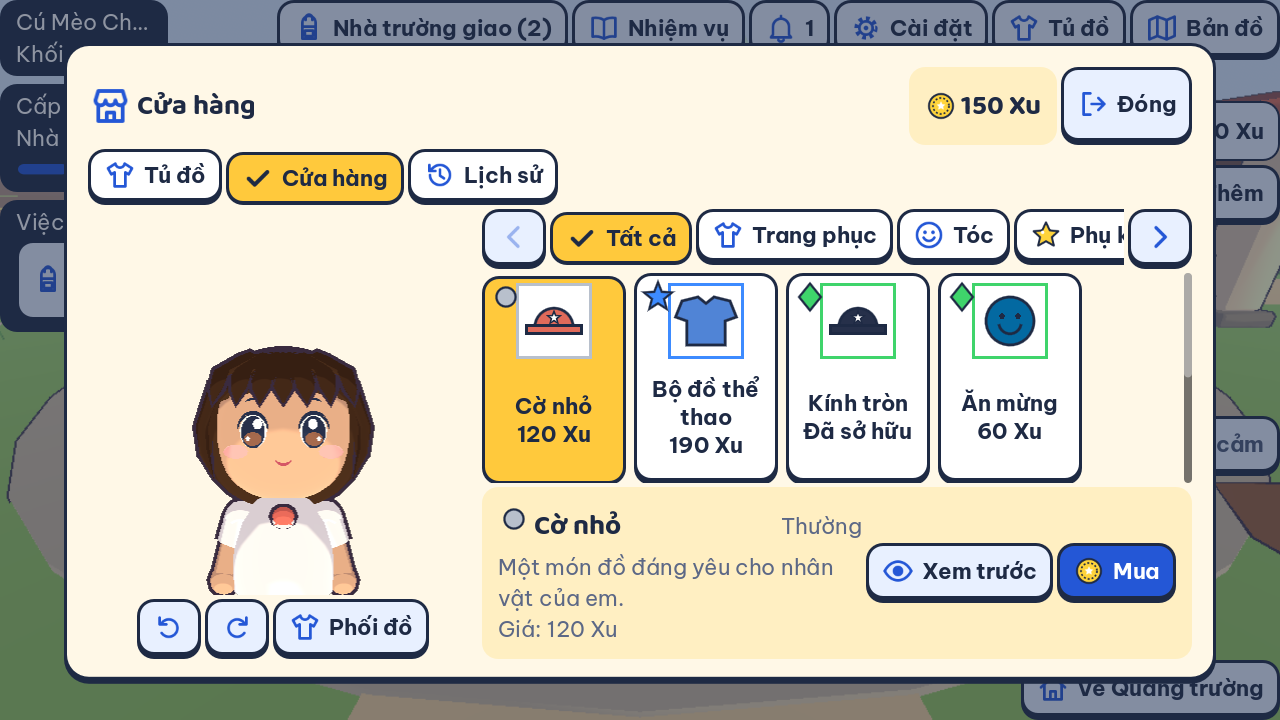 Cú Mèo Ch...
Khối
Nhà trường giao (2)
Nhiệm vụ
1
Cài đặt
Tủ đồ
Bản đồ
Cấp
Nhà
Việc
0 Xu
hêm
cảm
Về Quảng trường
Cửa hàng
150 Xu
Đóng
Tủ đồ
Cửa hàng
Lịch sử
Tất cả
Trang phục
Tóc
Phụ k
Cờ nhỏ
120 Xu
Bộ đồ thể
thao
190 Xu
Kính tròn
Đã sở hữu
Ăn mừng
60 Xu
Cờ nhỏ
Thường
Một món đồ đáng yêu cho nhân
vật của em.
Giá: 120 Xu
Xem trước
Mua
Phối đồ